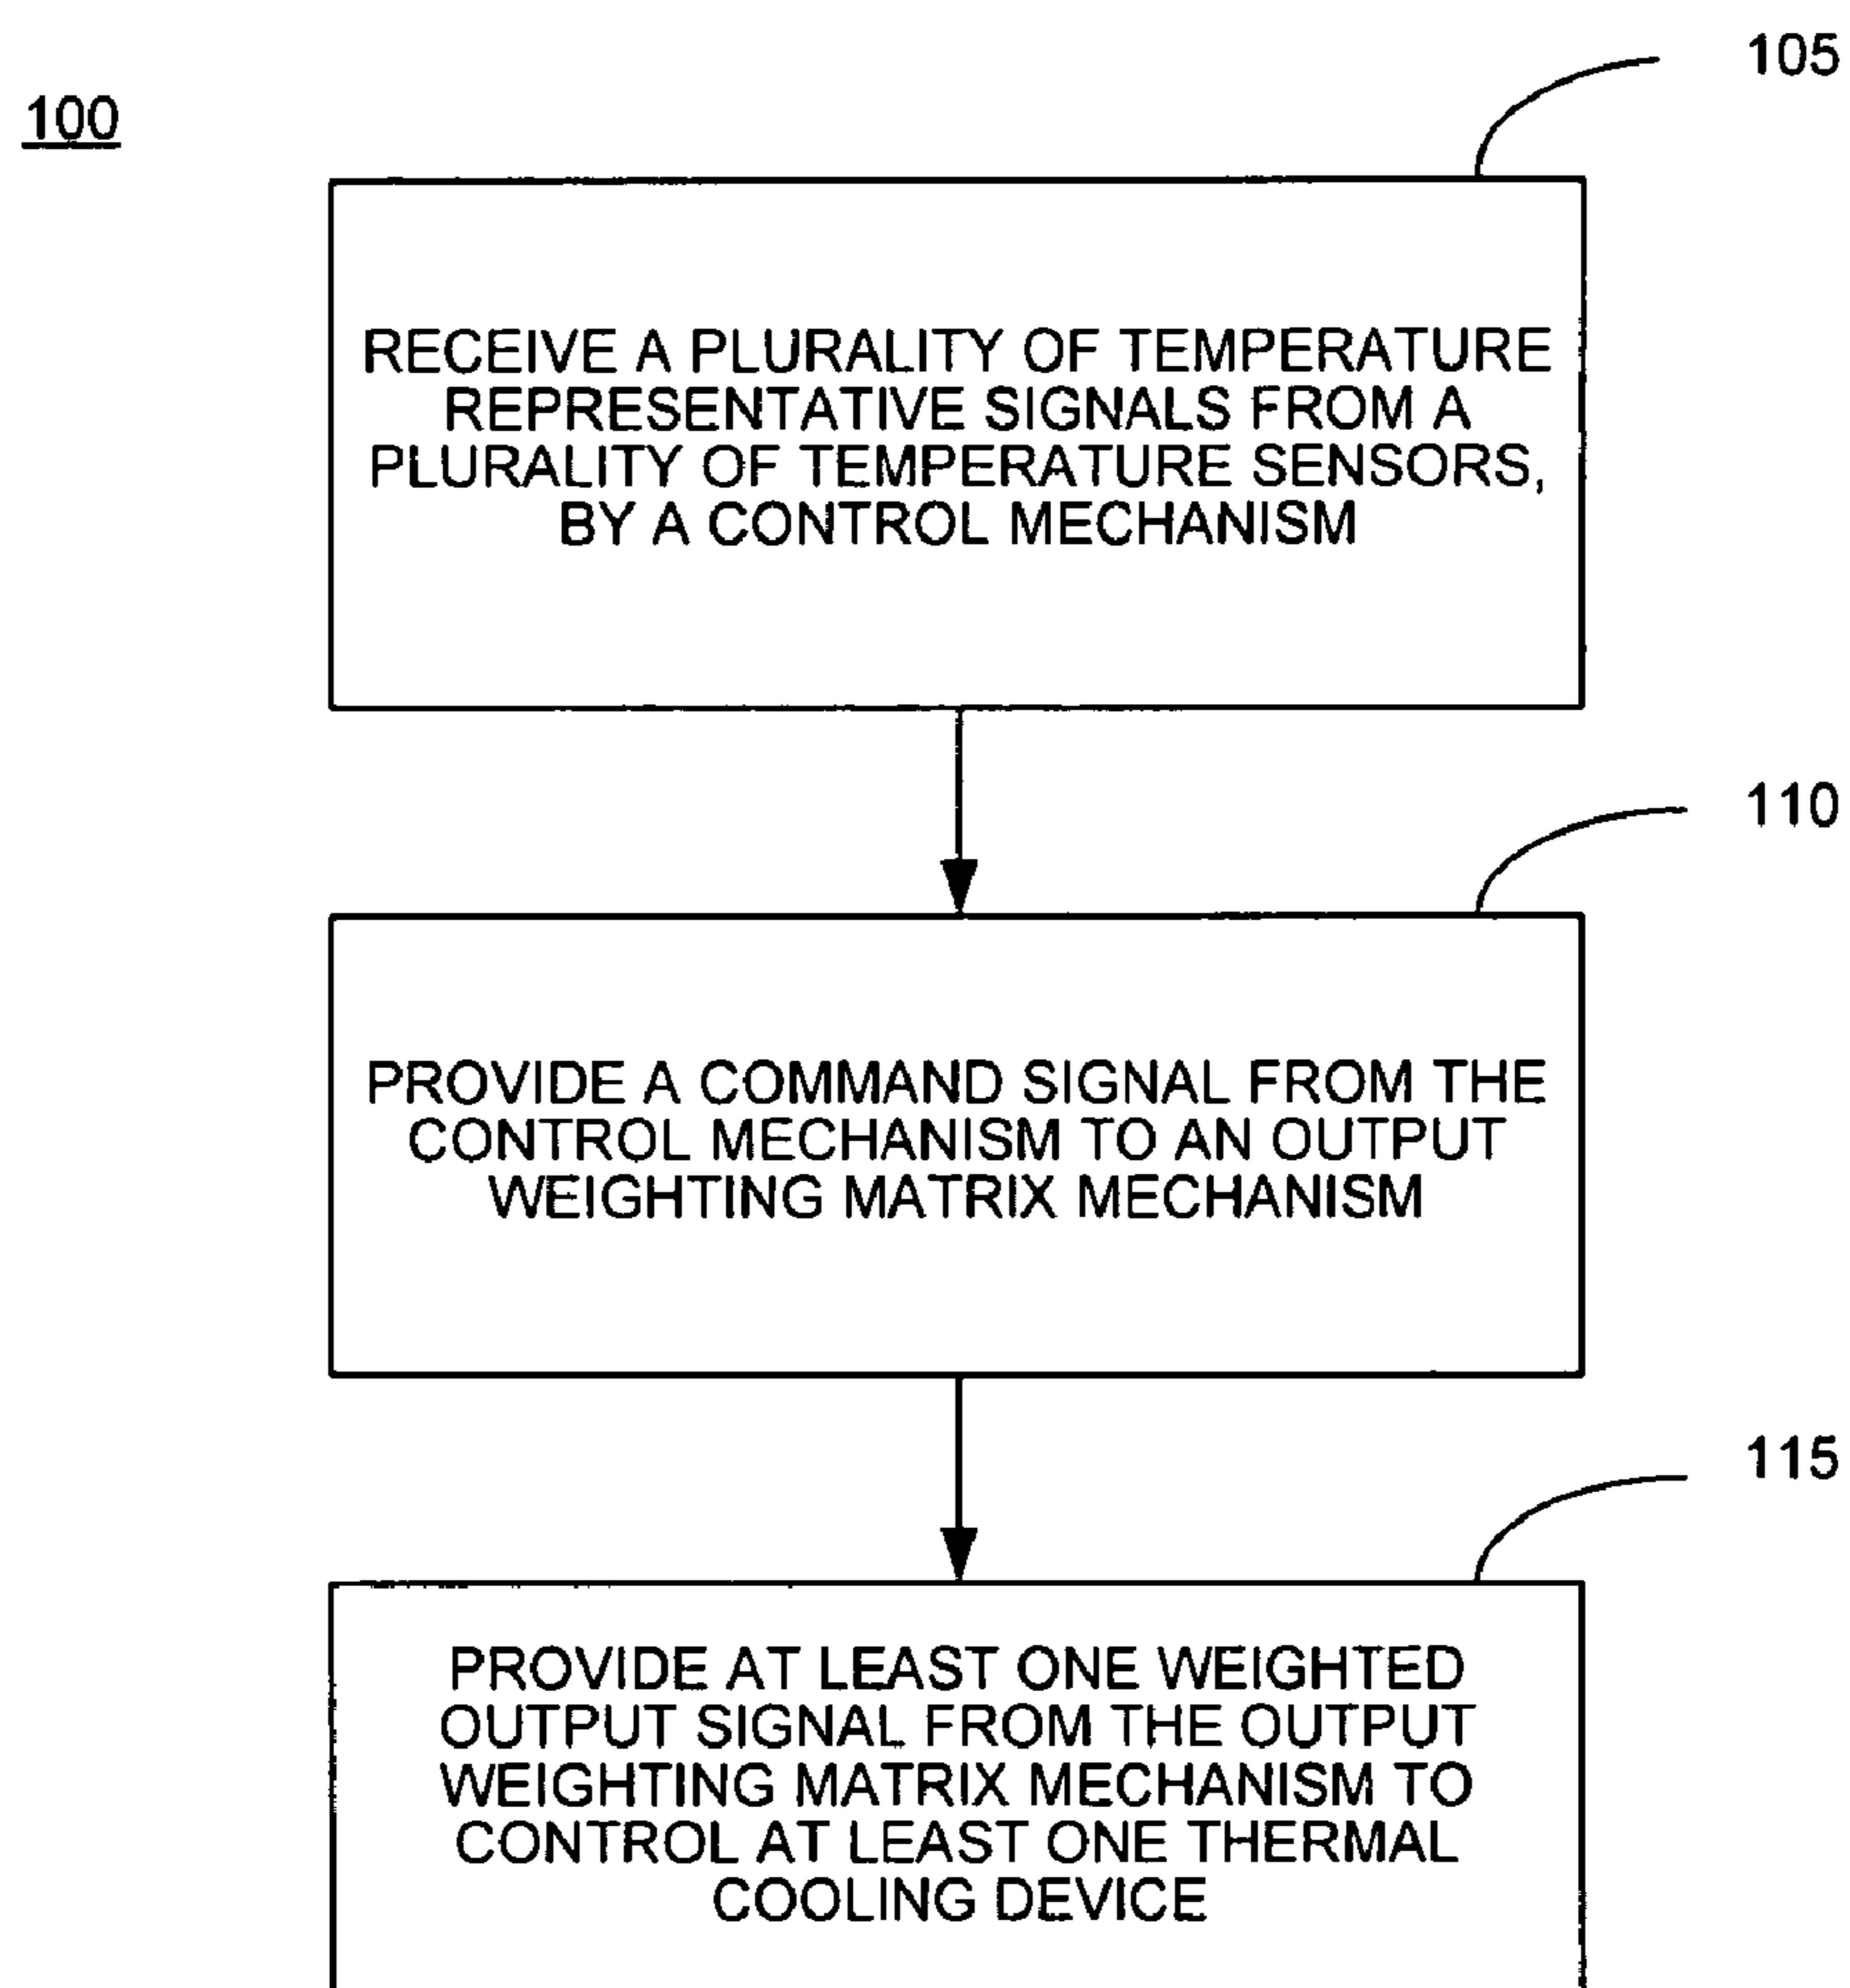 105
100
RECEIVE A PLURALITY OF TEMPERATURE
REPRESENTATIVE SIGNALS FROM A
PLURALITY OF TEMPERATURE SENSORS,
BY A CONTROL MECHANISM
110
PROVIDE A COMMAND SIGNAL FROM THE
CONTROL MECHANISM TO AN OUTPUT
WEIGHTING MATRIX MECHANISM
115
PROVIDE AT LEAST ONE WEIGHTED
OUTPUT SIGNAL FROM THE OUTPUT
WEIGHTING MATRIX MECHANISM TO
CONTROL AT LEAST ONE THERMAL
COOLING DEVICE